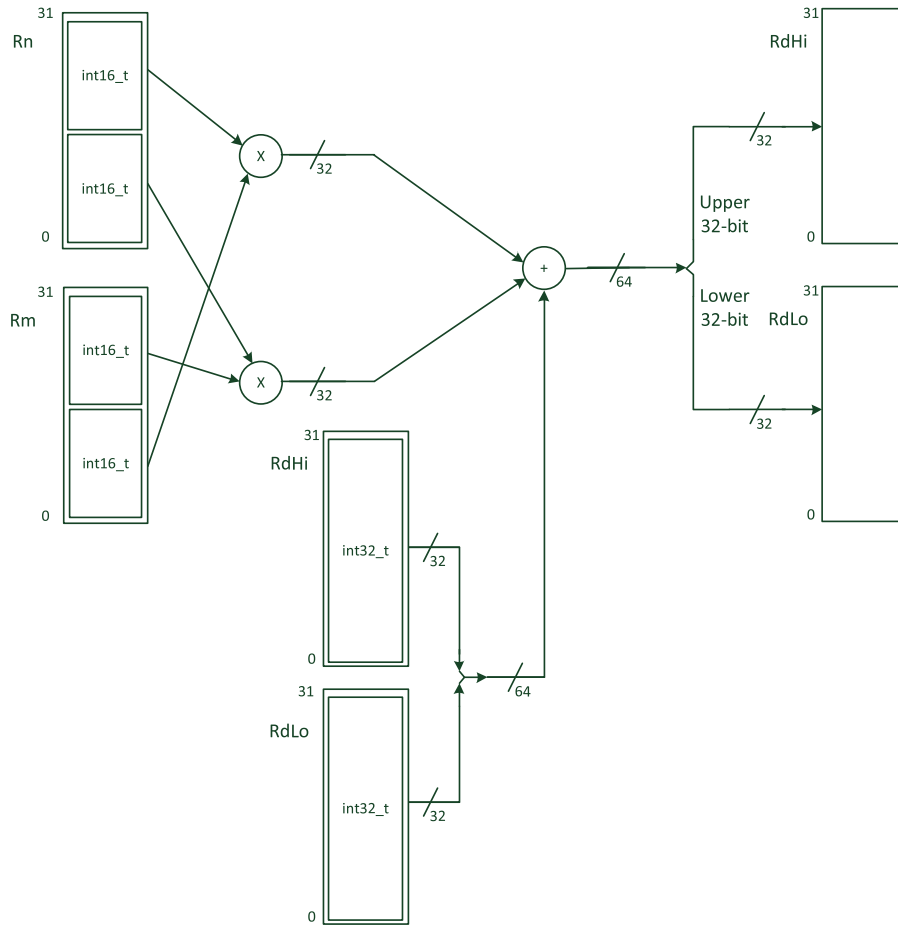 31
Rn
int16_t
int16_t
0
31
Rm
int16_t
int16_t
0
X
32
X
32
31
RdHi
int32_t
0
32
31
RdLo
int32_t
0
32
64
+
64
Upper
32-bit
Lower
32-bit
32
31
RdHi
0
31
RdLo
0
32